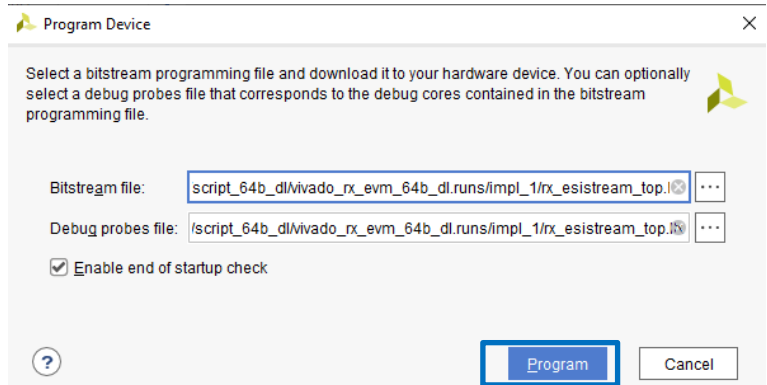 Program Device
Select a bitstream programming file and download it to your hardware device. You can optionally
select a debug probes file that corresponds to the debug cores contained in the bitstream
programming file.
Bitstream file: script_64b_dl/vivado_rx_evm_64b_dl.runs/impl_1/rx_esistream_top.
Debug probes file: /script_64b_dl/vivado_rx_evm_64b_dl.runs/impl_1/rx_esistream_top.
Enable end of startup check
?
Program
Cancel